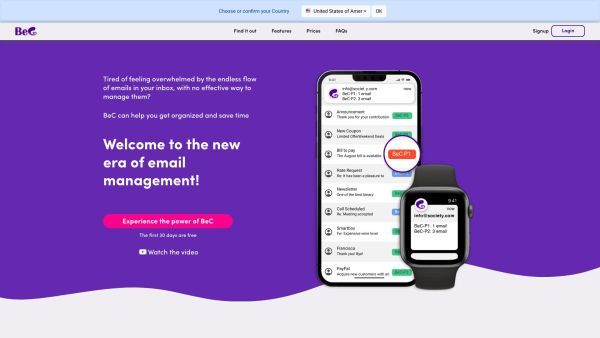 Choose or confirm your Country
United States of Amer
OK
BeC
Find it out
Features
Prices
FAQs
Signup
Login
Tired of feeling overwhelmed by the endless flow
of emails in your inbox, with no effective way to
manage them?
BeC can help you get organized and save time
Welcome to the new
era of email
management!
Experience the power of BeC
The first 30 days are free
Watch the video
info@society.com
now
BeC-P1: 1 email
BeC-P2: 3 email
Announcement
Thank you for your contribution
BeC-P2
New Coupon
Limited OfferWeekend Deals
Bill to pay
The August bill is available
BeC-P1
Rate Request
Re: It has been a pleasure to
Newsletter
One of the best binary
Call Scheduled
Re: Meeting accepted
Smartbox
Fw: Expensive wine lover
Francisca
Thank you! Bye!
PayPal
Acquire new customers with an
9:41
now
info@society.com
BeC-P1: 1 email
BeC-P2: 3 email